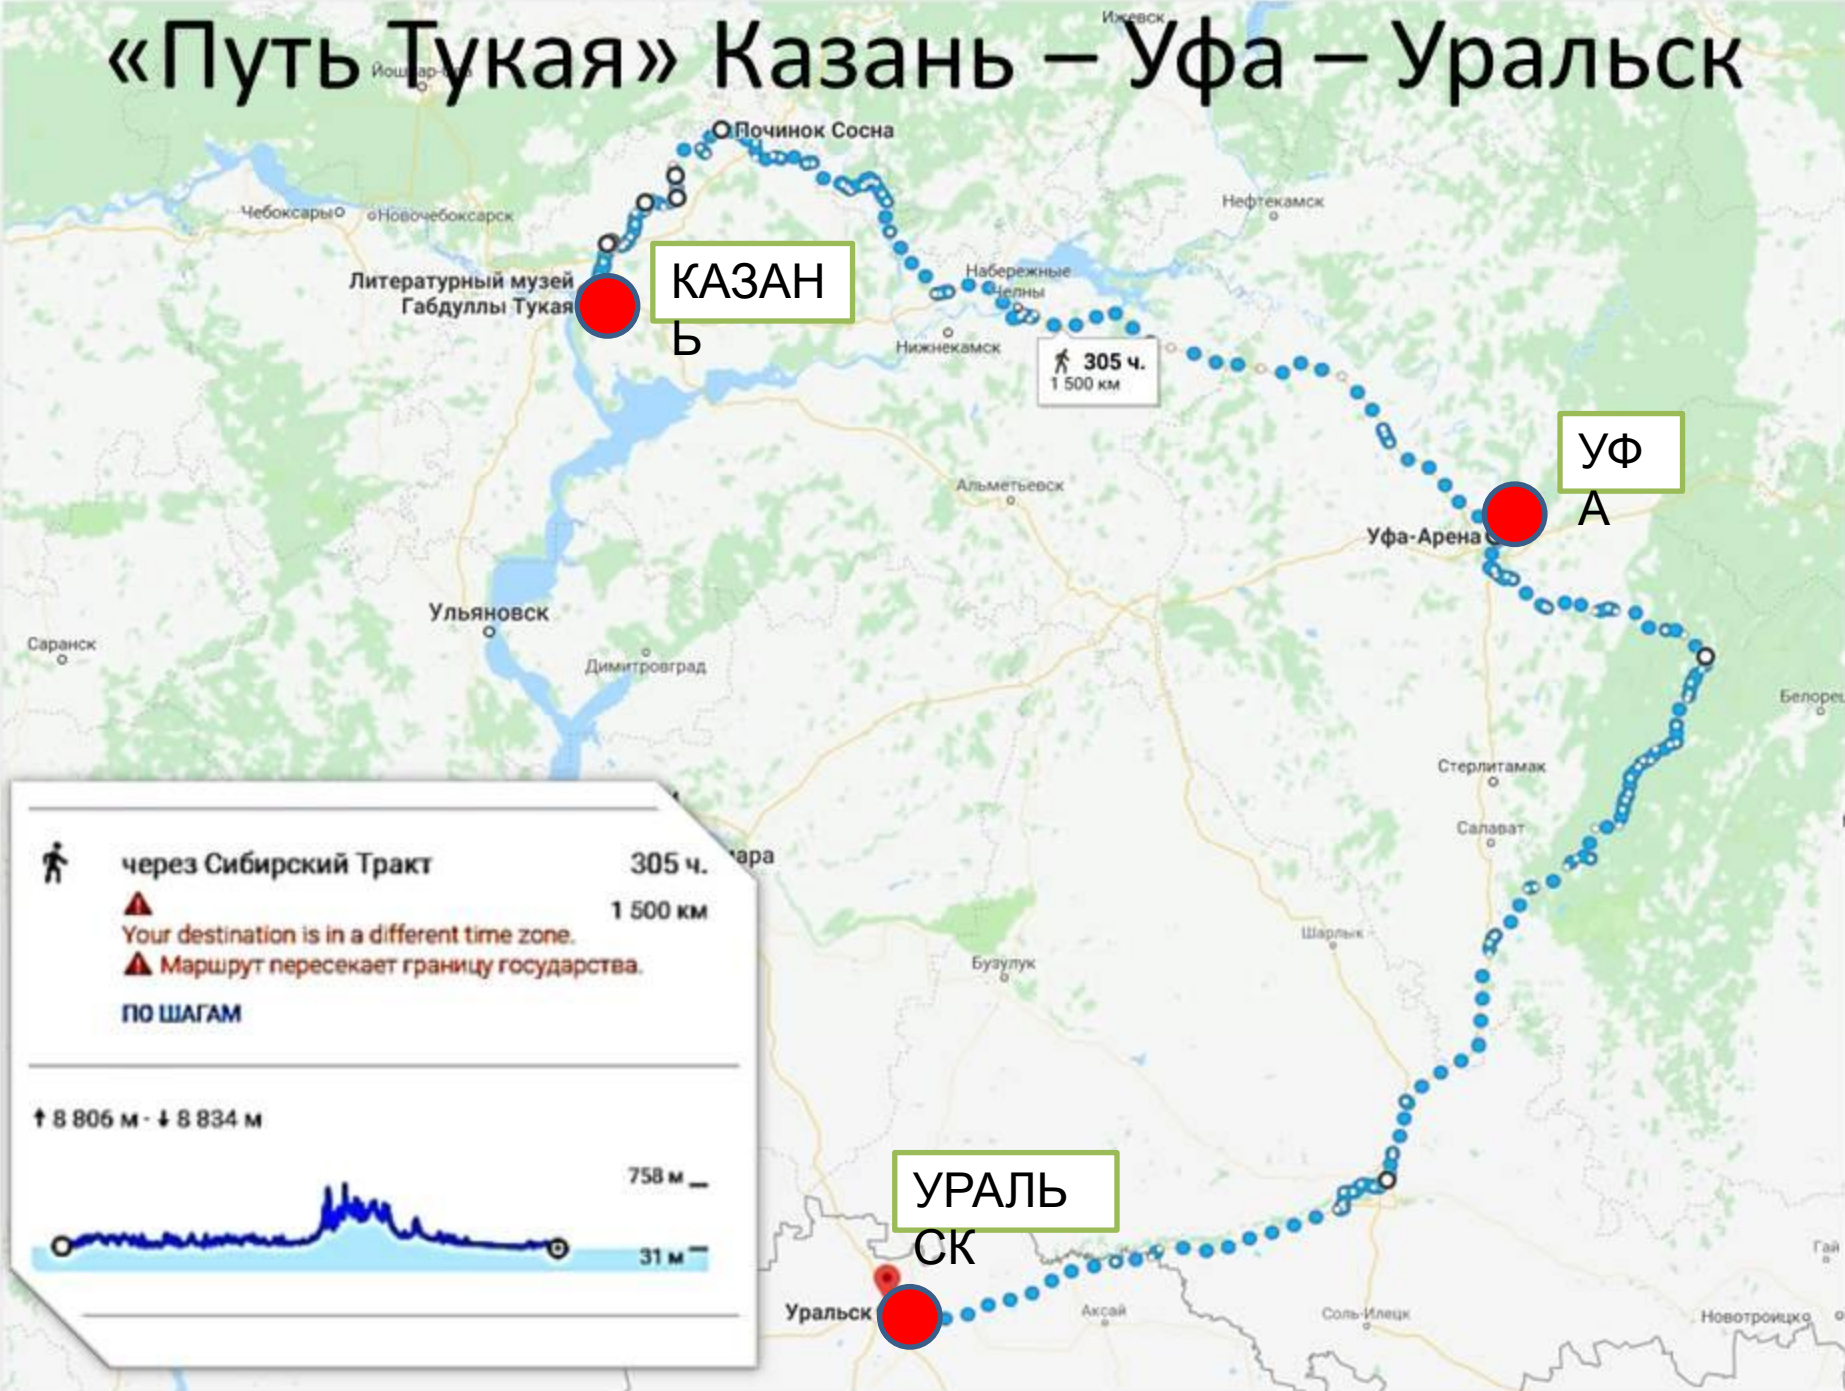 «Путь Тукая» Казань – Уфа – Уральск
Ижевск
Починок Сосна
Чебоксары
Новочебоксарск
Нефтекамск
Литературный музей
Габдуллы Тукая
КАЗАН
Ь
Набережные
Челны
Нижнекамск
305 ч.
1 500 км
УФ
А
Альметьевск
Уфа-Арена
Ульяновск
Саранск
Димитровград
Белорец
Стерлитамак
Салават
мара
через Сибирский Тракт
305 ч.
1 500 км
Your destination is in a different time zone.
Маршрут пересекает границу государства.
ПО ШАГАМ
Шарлык
Бузулук
8 806 м - 8 834 м
758 м
31 м
УРАЛЬ
СК
Уральск
Аксай
Соль-Илецк
Гай
Новотроицк